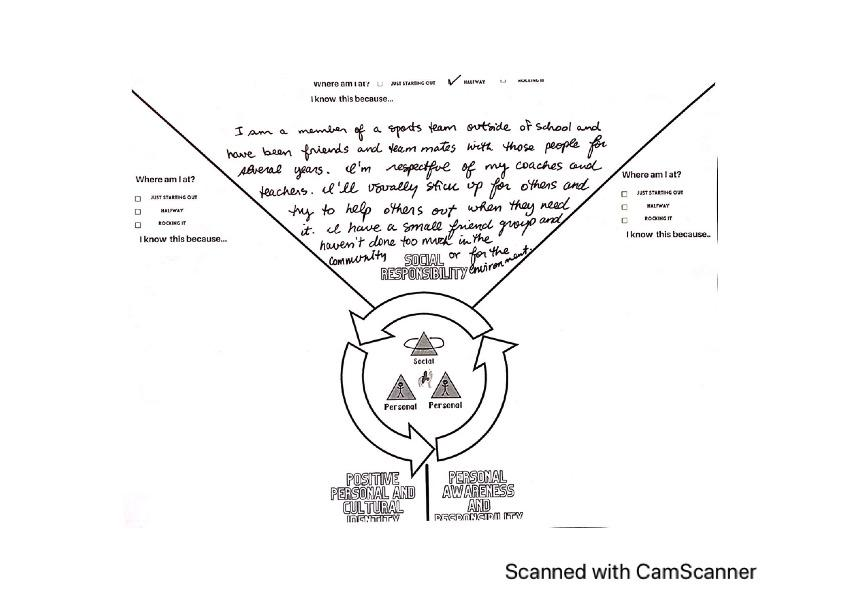 Where am I at? JUST STARTING OUT HALFWAY ROCKING IT
I know this because...
I am a member of a sports team outside of school and
have been friends and team mates with those people for
several years. I'm respectful of my coaches and
teachers. I'll usually stick up for others and
try to help others out when they need
it. I have a small friend group and
haven't done too much in the
community or for the
environment.
SOCIAL
RESPONSIBILITY
Where am I at?
JUST STARTING OUT
HALFWAY
ROCKING IT
I know this because...
Where am I at?
JUST STARTING OUT
HALFWAY
ROCKING IT
I know this because..
Social
Personal Personal
POSITIVE
PERSONAL AND
CULTURAL
IDENTITY
PERSONAL
AWARENESS
AND
RESPONSIBILITY
Scanned with CamScanner